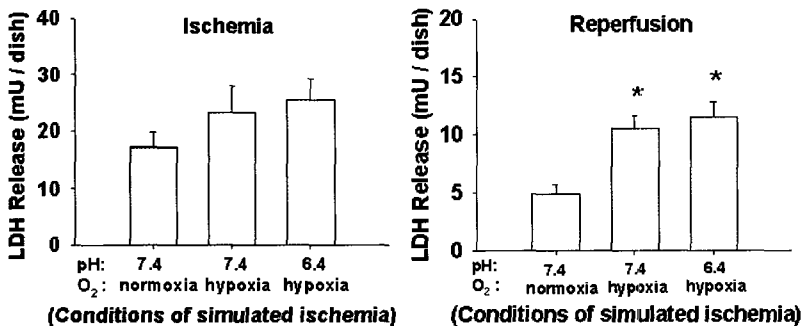 Ischemia
LDH Release (mU / dish)
40
30
20
10
0
pH: 7.4 7.4 6.4
O₂: normoxia hypoxia hypoxia
(Conditions of simulated ischemia)
Reperfusion
LDH Release (mU / dish)
20
15
10
5
0
* *
pH: 7.4 7.4 6.4
O₂: normoxia hypoxia hypoxia
(Conditions of simulated ischemia)